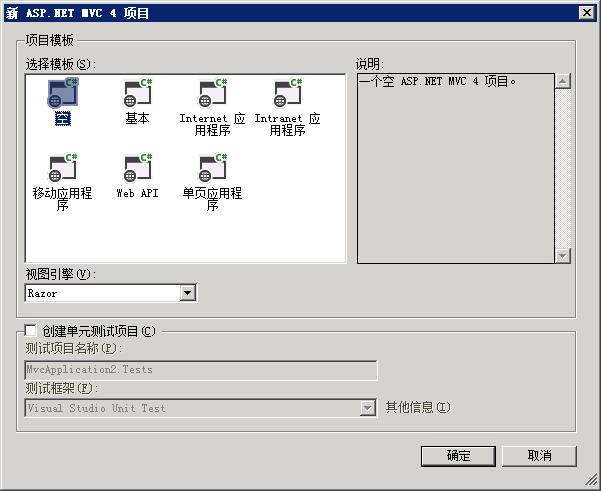 新 ASP.NET MVC 4 项目
项目模板
选择模板(S):
说明:
C#
C#
C#
C#
空
基本
Internet 应
用程序
Intranet 应
用程序
一个空 ASP.NET MVC 4 项目。
C#
C#
C#
移动应用程
序
Web API
单页应用程
序
视图引擎(V):
Razor
创建单元测试项目(C)
测试项目名称(P):
MvcApplication2.Tests
测试框架(F):
Visual Studio Unit Test
其他信息(I)
确定
取消